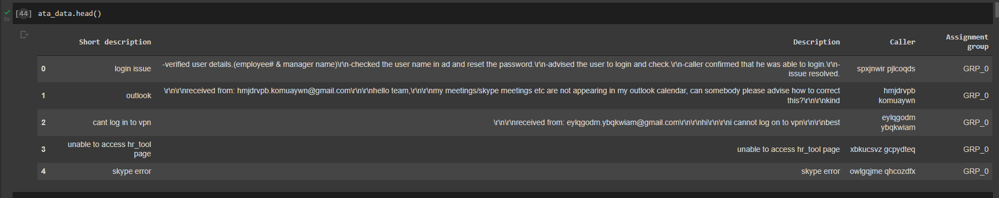 [44] ata_data.head()
0s
Short description Description Caller Assignment
group
0 login issue -verified user details.(employee# & manager name)\r\n-checked the user name in ad and reset the password.\r\n-advised the user to login and check.\r\n-caller confirmed that he was able to login.\r\n-
issue resolved. spxjnwir pjlcoqds GRP_0
1 outlook \r\n\r\nreceived from: hmjdrvpb.komuaywn@gmail.com\r\n\r\nhello team,\r\n\r\nmy meetings/skype meetings etc are not appearing in my outlook calendar, can somebody please advise how to correct
this?\r\n\r\nkind hmjdrvpb
komuaywn GRP_0
2 cant log in to vpn \r\n\r\nreceived from: eylqgodm.ybqkwiam@gmail.com\r\n\r\nhi\r\n\r\ni cannot log on to vpn\r\n\r\nbest eylqgodm
ybqkwiam GRP_0
3 unable to access hr_tool
page unable to access hr_tool page xbkucsvz gcpydteq GRP_0
4 skype error skype error owlgqjme qhcozdfx GRP_0